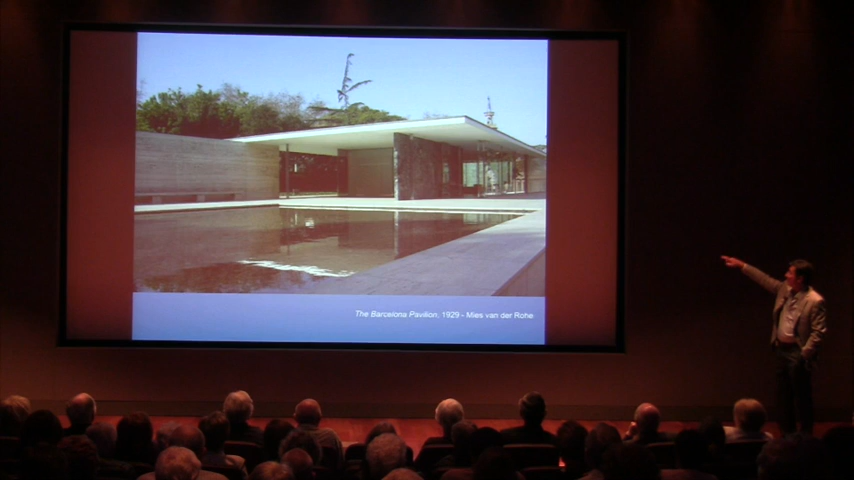 The Barcelona Pavilion, 1929 - Mies van der Rohe